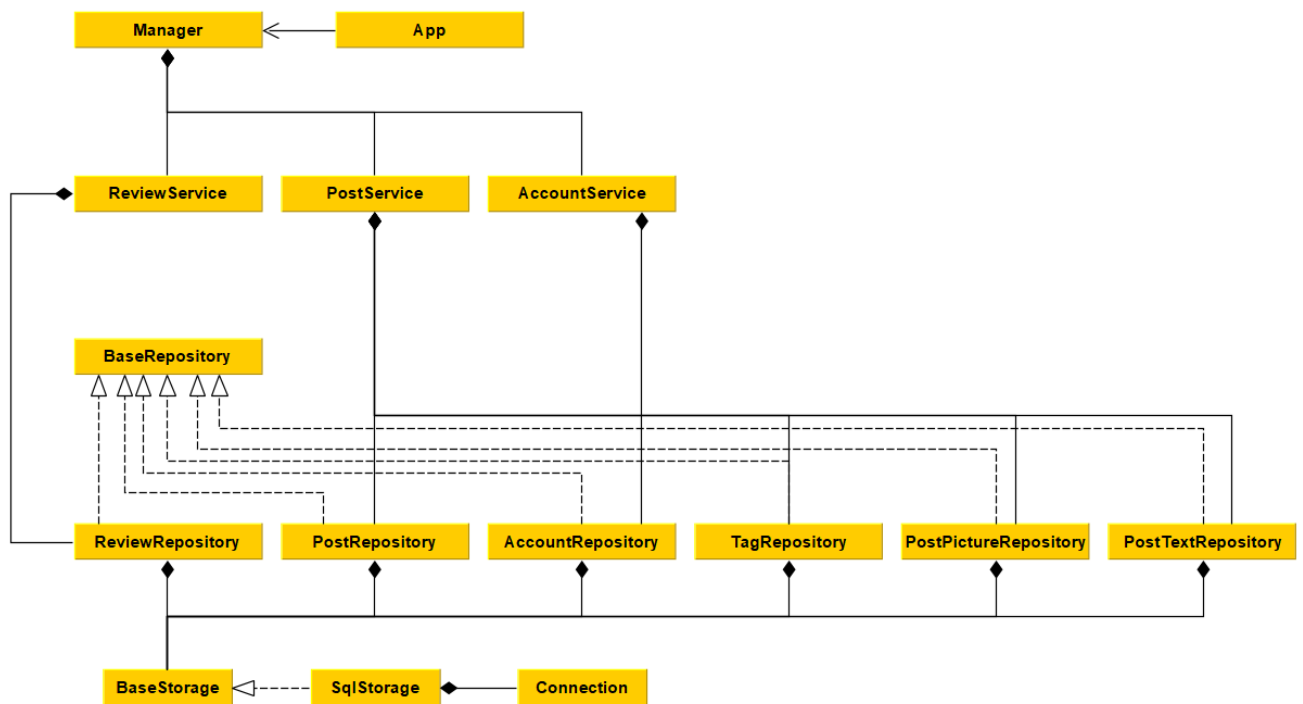 Manager
App
ReviewService
PostService
AccountService
BaseRepository
ReviewRepository
PostRepository
AccountRepository
TagRepository
PostPictureRepository
PostTextRepository
BaseStorage
SqlStorage
Connection